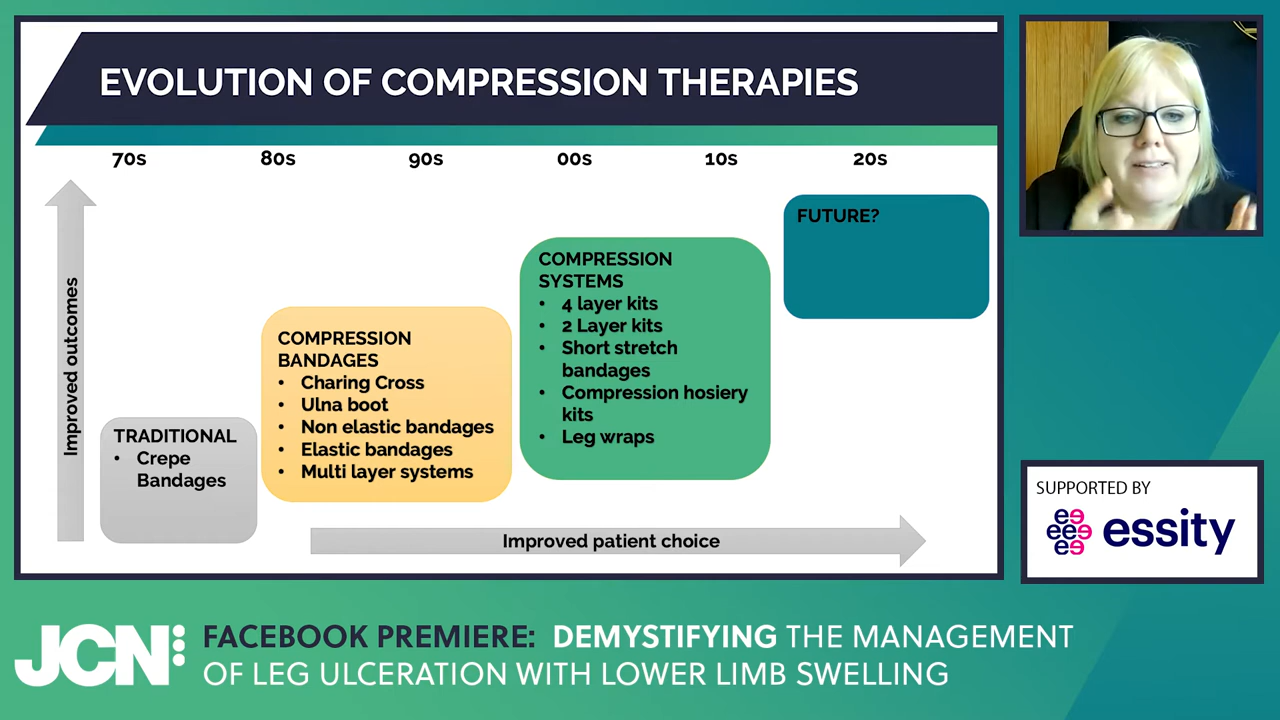 EVOLUTION OF COMPRESSION THERAPIES
70s
80s
90s
00s
10s
20s
Improved outcomes
TRADITIONAL
• Crepe
Bandages
COMPRESSION
BANDAGES
• Charing Cross
• Ulna boot
• Non elastic bandages
• Elastic bandages
• Multi layer systems
COMPRESSION
SYSTEMS
• 4 layer kits
• 2 Layer kits
• Short stretch
bandages
• Compression hosiery
kits
• Leg wraps
FUTURE?
Improved patient choice
SUPPORTED BY
essity
JCN
FACEBOOK PREMIERE: DEMYSTIFYING THE MANAGEMENT
OF LEG ULCERATION WITH LOWER LIMB SWELLING